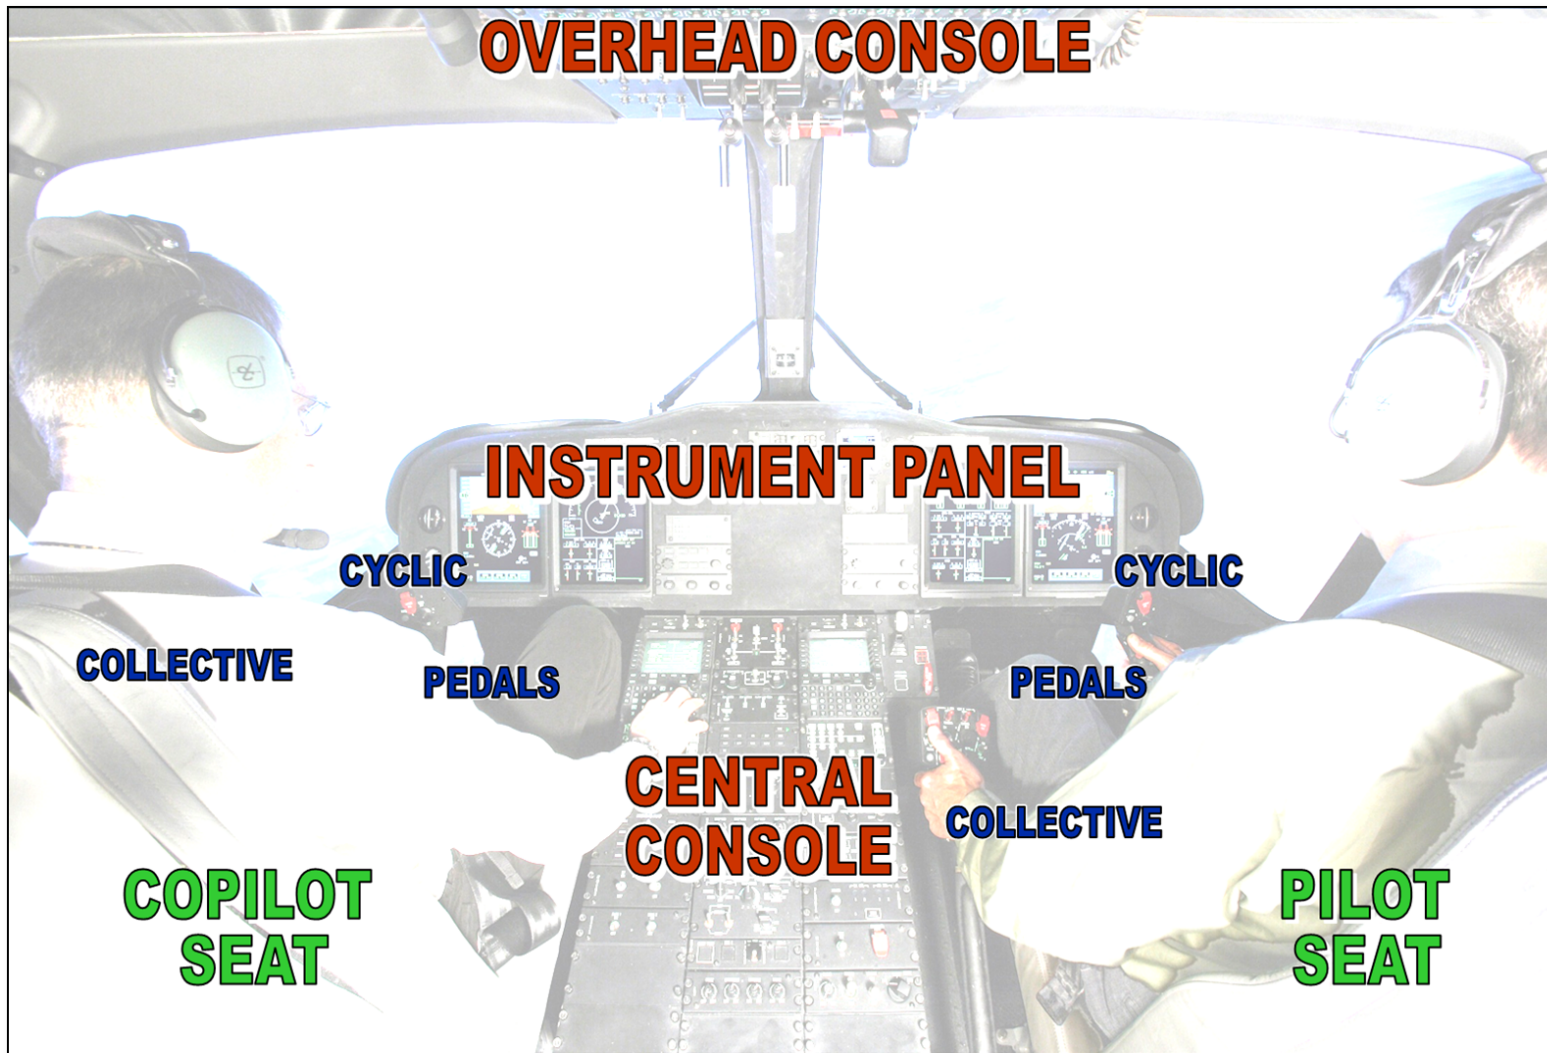 OVERHEAD CONSOLE
INSTRUMENT PANEL
CYCLIC
CYCLIC
COLLECTIVE
PEDALS
PEDALS
CENTRAL
CONSOLE
COLLECTIVE
COPILOT
SEAT
PILOT
SEAT